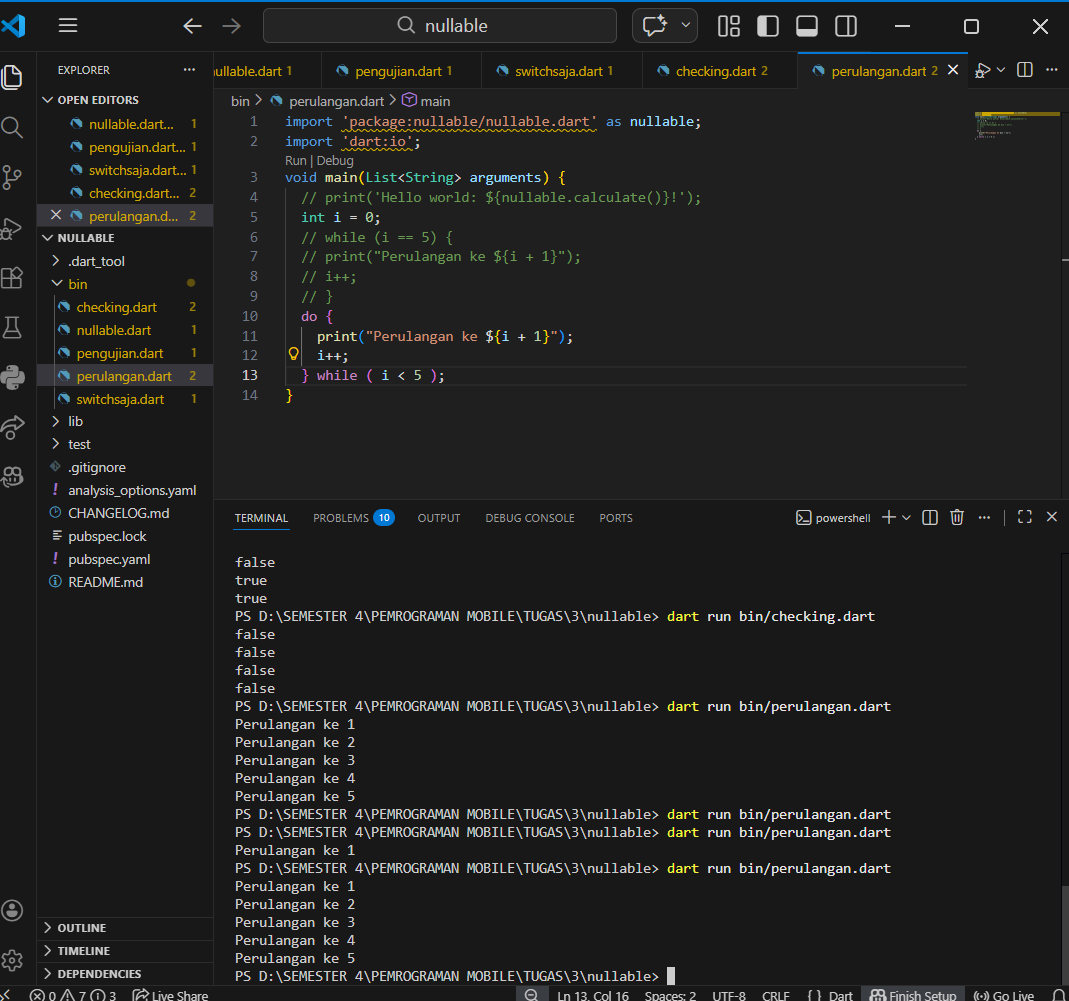 nullable
EXPLORER
OPEN EDITORS
nullable.dart... 1
pengujian.dart... 1
switchsaja.dart... 1
checking.dart... 2
perulangan.d... 2
NULLABLE
.dart_tool
bin
checking.dart 2
nullable.dart 1
pengujian.dart 1
perulangan.dart 2
switchsaja.dart 1
lib
test
.gitignore
analysis_options.yaml
CHANGELOG.md
pubspec.lock
pubspec.yaml
README.md
OUTLINE
TIMELINE
DEPENDENCIES
ullable.dart 1 pengujian.dart 1 switchsaja.dart 1 checking.dart 2 perulangan.dart 2
bin > perulangan.dart > main
1 import 'package:nullable/nullable.dart' as nullable;
2 import 'dart:io';
Run | Debug
3 void main(List<String> arguments) {
4 // print('Hello world: ${nullable.calculate()}!');
5 int i = 0;
6 // while (i == 5) {
7 // print("Perulangan ke ${i + 1}");
8 // i++;
9 // }
10 do {
11 print("Perulangan ke ${i + 1}");
12 i++;
13 } while ( i < 5 );
14 }
TERMINAL PROBLEMS 10 OUTPUT DEBUG CONSOLE PORTS powershell
false
true
true
PS D:\SEMESTER 4\PEMROGRAMAN MOBILE\TUGAS\3\nullable> dart run bin/checking.dart
false
false
false
false
PS D:\SEMESTER 4\PEMROGRAMAN MOBILE\TUGAS\3\nullable> dart run bin/perulangan.dart
Perulangan ke 1
Perulangan ke 2
Perulangan ke 3
Perulangan ke 4
Perulangan ke 5
PS D:\SEMESTER 4\PEMROGRAMAN MOBILE\TUGAS\3\nullable> dart run bin/perulangan.dart
PS D:\SEMESTER 4\PEMROGRAMAN MOBILE\TUGAS\3\nullable> dart run bin/perulangan.dart
Perulangan ke 1
PS D:\SEMESTER 4\PEMROGRAMAN MOBILE\TUGAS\3\nullable> dart run bin/perulangan.dart
Perulangan ke 1
Perulangan ke 2
Perulangan ke 3
Perulangan ke 4
Perulangan ke 5
PS D:\SEMESTER 4\PEMROGRAMAN MOBILE\TUGAS\3\nullable>
0 7 3 Live Share Ln 13, Col 16 Spaces: 2 UTF-8 CRLF {} Dart Finish Setup Go Live